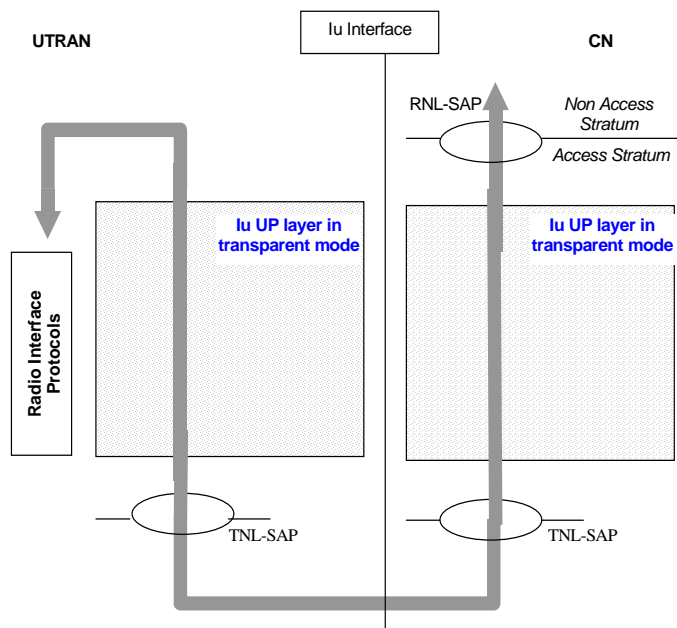 Iu Interface
UTRAN
CN
RNL-SAP
Non Access
Stratum
Access Stratum
Iu UP layer in
transparent mode
Iu UP layer in
transparent mode
Radio Interface
Protocols
TNL-SAP
TNL-SAP